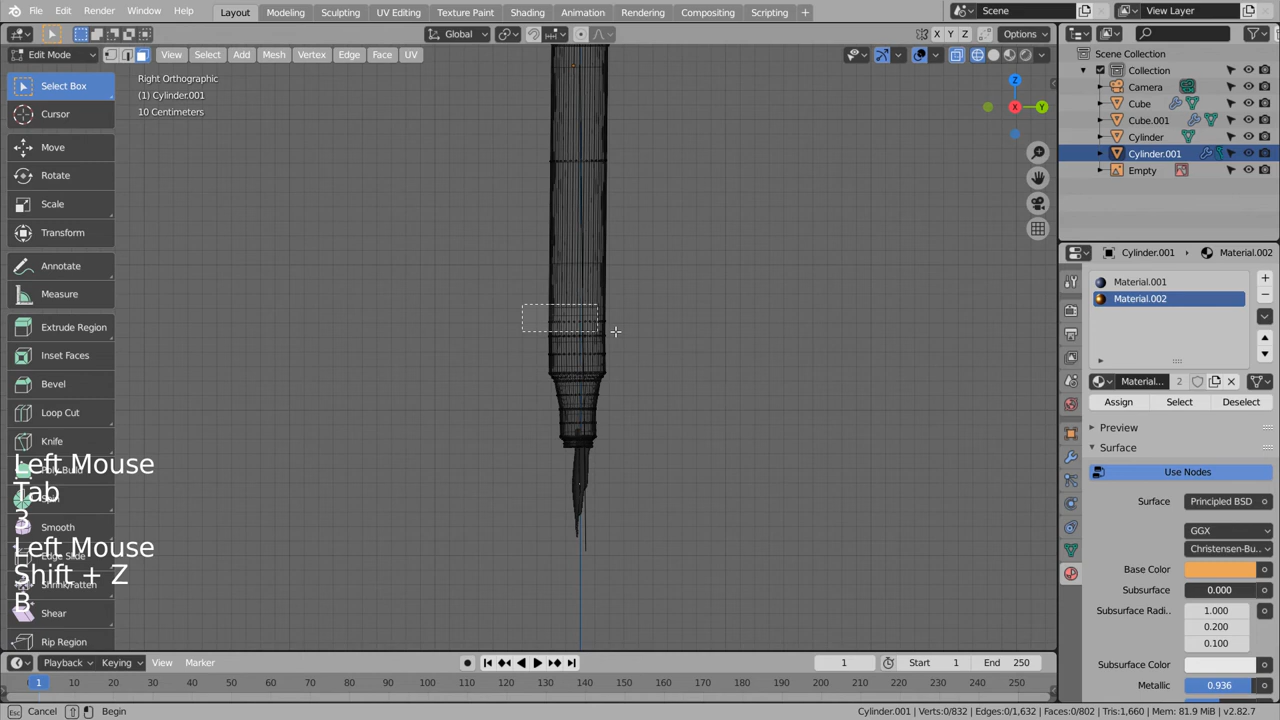 File Edit Render Window Help Layout Modeling Sculpting UV Editing Texture Paint Shading Animation Rendering Compositing Scripting Scene View Layer
Global Options
Edit Mode View Select Add Mesh Vertex Edge Face UV X Y Z
Select Box
Cursor
Move
Rotate
Scale
Transform
Annotate
Measure
Extrude Region
Inset Faces
Bevel
Loop Cut
Knife
Smooth
Shear
Rip Region
Right Orthographic
(1) Cylinder.001
10 Centimeters
Z
X
Y
Left Mouse
Tab
3
Left Mouse
Shift + Z
B
Scene Collection
Collection
Camera
Cube
Cube.001
Cylinder
Cylinder.001
Empty
Cylinder.001 Material.002
Material.001
Material.002
Material... 2
Assign Select Deselect
Preview
Surface
Use Nodes
Surface Principled BSD
GGX
Christensen-Bu..
Base Color
Subsurface 0.000
Subsurface Radi.. 1.000
0.200
0.100
Subsurface Color
Metallic 0.936
Playback Keying View Marker 1 Start 1 End 250
1 10 20 30 40 50 60 70 80 90 100 110 120 130 140 150 160 170 180 190 200 210 220 230 240 250
Cancel Begin Cylinder.001 | Verts:0/832 | Edges:0/1,632 | Faces:0/802 | Tris:1,660 | Mem: 81.9 MiB | v2.82.7